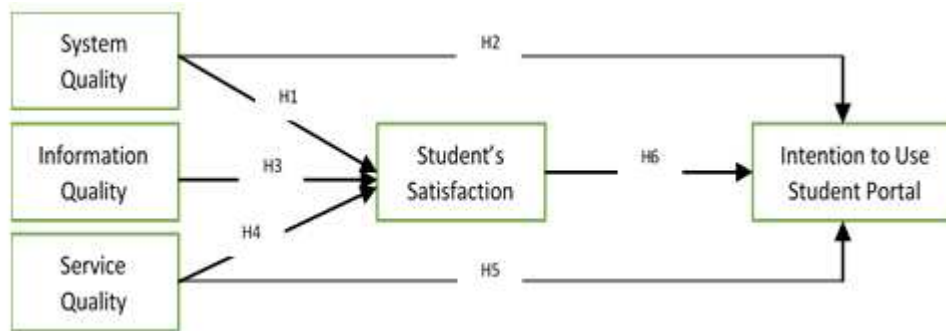 System
Quality
H2
H1
Information
Quality
H3
Student's
Satisfaction
H6
Intention to Use
Student Portal
H4
Service
Quality
H5